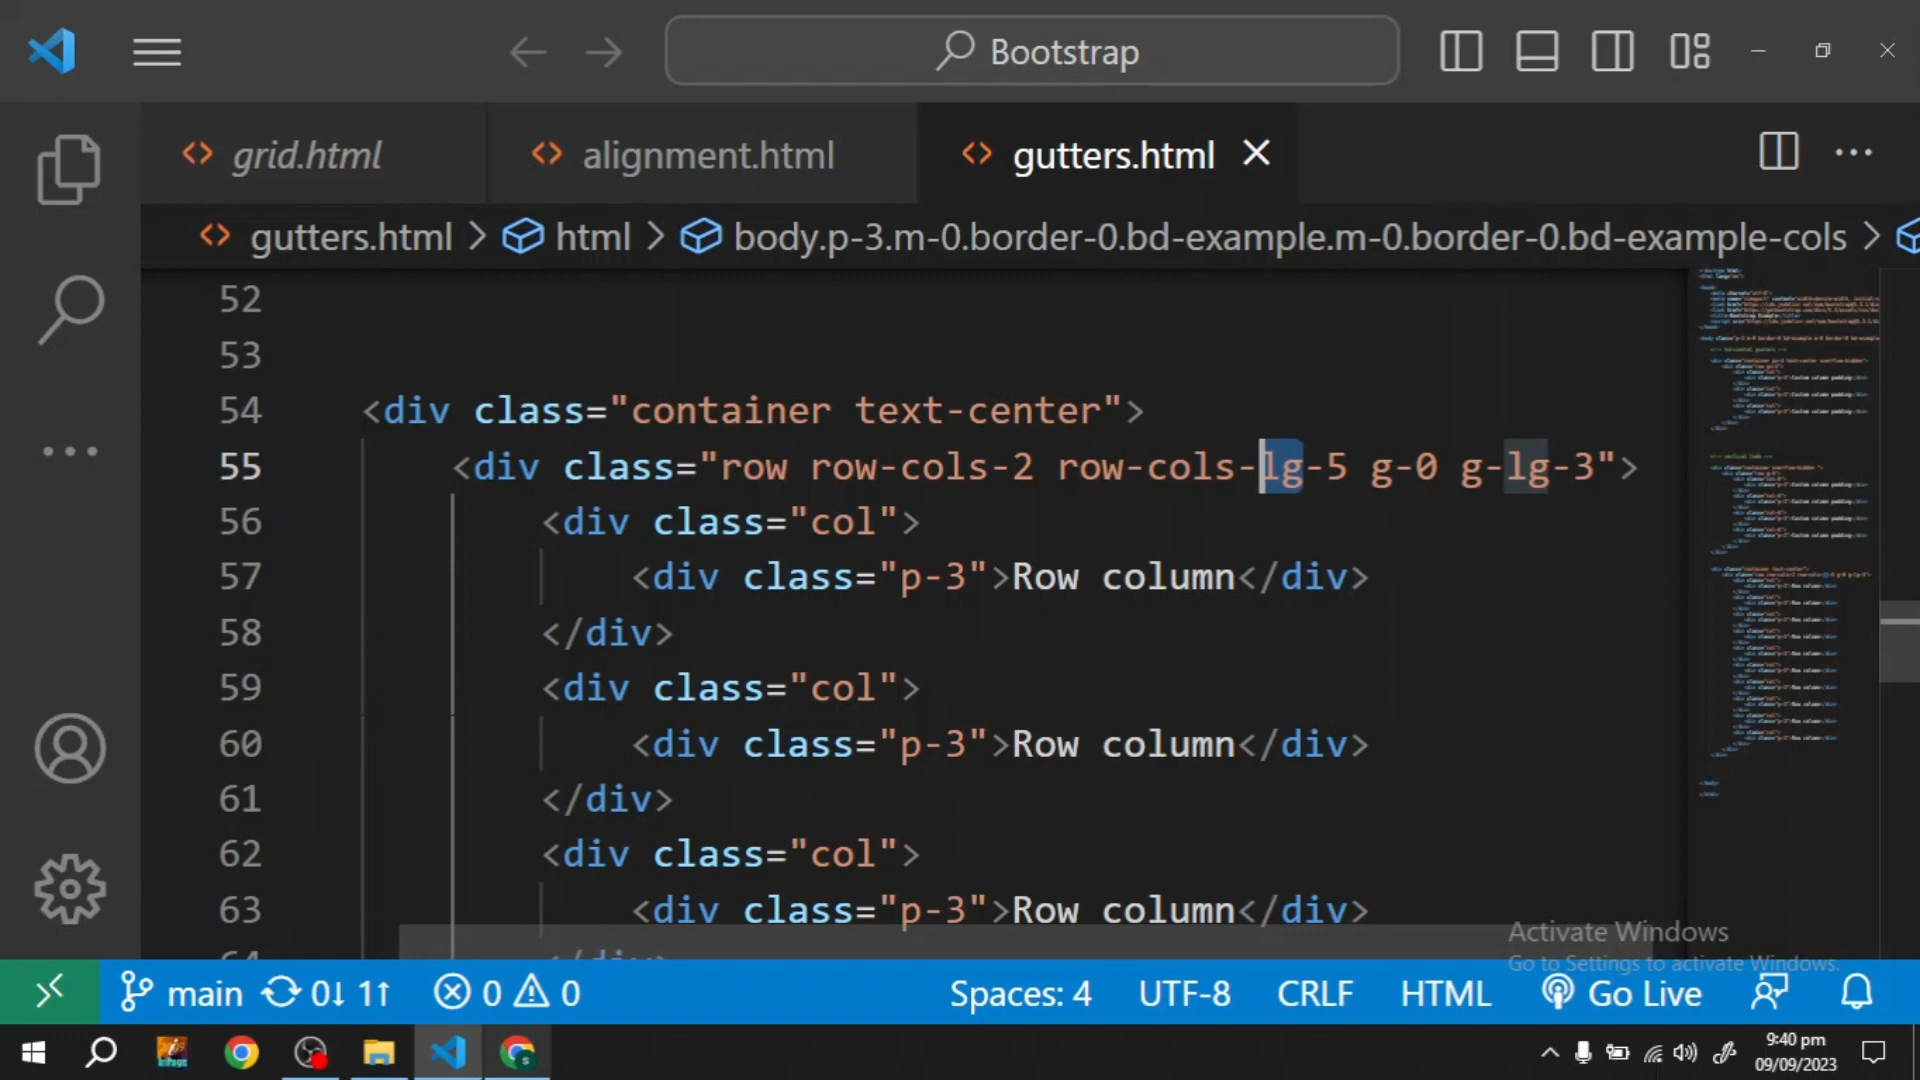 Bootstrap
grid.html
alignment.html
gutters.html
gutters.html > html > body.p-3.m-0.border-0.bd-example.m-0.border-0.bd-example-cols >
52
53
54 <div class="container text-center">
55 <div class="row row-cols-2 row-cols-lg-5 g-0 g-lg-3">
56 <div class="col">
57 <div class="p-3">Row column</div>
58 </div>
59 <div class="col">
60 <div class="p-3">Row column</div>
61 </div>
62 <div class="col">
63 <div class="p-3">Row column</div>
64 </div>
Activate Windows
Go to Settings to activate Windows.
main 0↓ 1↑ 0 0 Spaces: 4 UTF-8 CRLF HTML Go Live
9:40 pm
09/09/2023